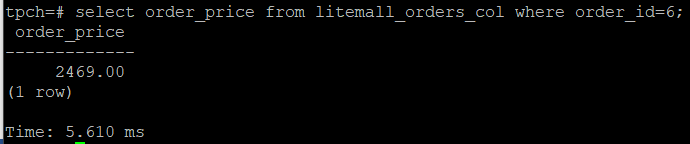 tpch=# select order_price from litemall_orders_col where order_id=6;
 order_price
-------------
     2469.00
(1 row)

Time: 5.610 ms